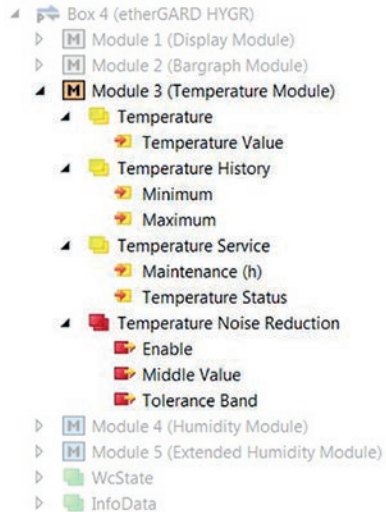 Box 4 (etherGARD HYGR)
Module 1 (Display Module)
Module 2 (Bargraph Module)
Module 3 (Temperature Module)
Temperature
Temperature Value
Temperature History
Minimum
Maximum
Temperature Service
Maintenance (h)
Temperature Status
Temperature Noise Reduction
Enable
Middle Value
Tolerance Band
Module 4 (Humidity Module)
Module 5 (Extended Humidity Module)
WcState
InfoData